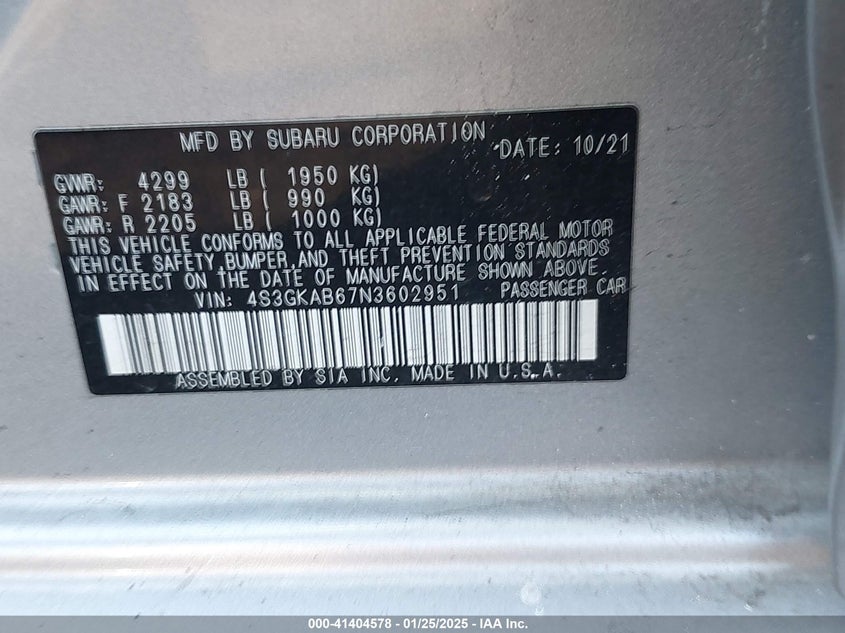 MFD BY SUBARU CORPORATION DATE: 10/21
GVWR: 4299 LB ( 1950 KG)
GAWR: F 2183 LB ( 990 KG)
GAWR: R 2205 LB ( 1000 KG)
THIS VEHICLE CONFORMS TO ALL APPLICABLE FEDERAL MOTOR
VEHICLE SAFETY, BUMPER, AND THEFT PREVENTION STANDARDS
IN EFFECT ON THE DATE OF MANUFACTURE SHOWN ABOVE.
VIN: 4S3GKAB67N3602951 PASSENGER CAR
ASSEMBLED BY SIA INC. MADE IN U.S.A.
000-41404578 - 01/25/2025 - IAA Inc.